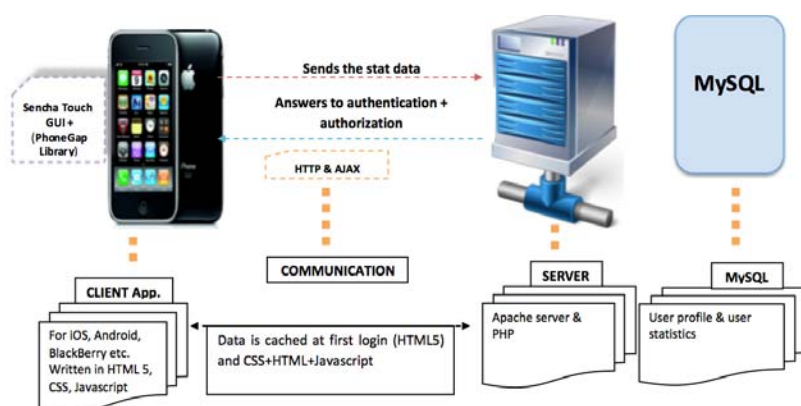 Sencha Touch
GUI +
(PhoneGap
Library)
Sends the stat data
Answers to authentication +
authorization
HTTP & AJAX
MySQL
CLIENT App.
For iOS, Android,
BlackBerry etc.
Written in HTML 5,
CSS, Javascript
COMMUNICATION
Data is cached at first login (HTML5)
and CSS+HTML+Javascript
SERVER
Apache server &
PHP
MySQL
User profile & user
statistics